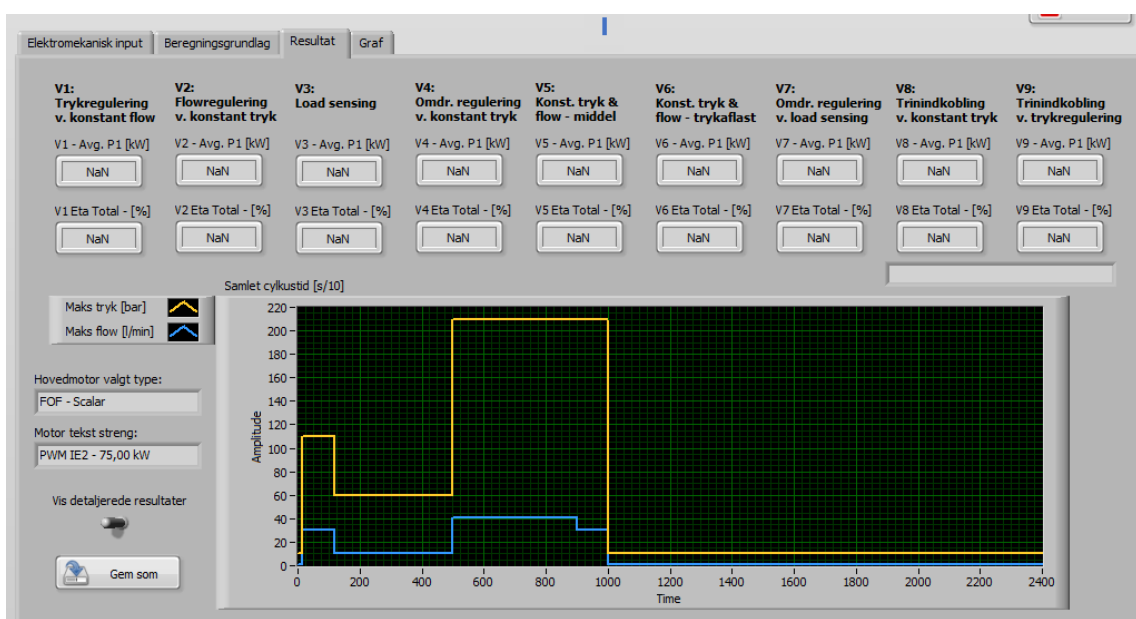 Elektromekanisk input
Beregningsgrundlag
Resultat
Graf
V1:
Trykregulering
v. konstant flow
V2:
Flowregulering
v. konstant tryk
V3:
Load sensing
V4:
Omdr. regulering
v. konstant tryk
V5:
Konst. tryk &
flow - middel
V6:
Konst. tryk &
flow - trykaflast
V7:
Omdr. regulering
v. load sensing
V8:
Trinindkobling
v. konstant tryk
V9:
Trinindkobling
v. trykregulering
V1 - Avg. P1 [kW]
V2 - Avg. P1 [kW]
V3 - Avg. P1 [kW]
V4 - Avg. P1 [kW]
V5 - Avg. P1 [kW]
V6 - Avg. P1 [kW]
V7 - Avg. P1 [kW]
V8 - Avg. P1 [kW]
V9 - Avg. P1 [kW]
NaN
NaN
NaN
NaN
NaN
NaN
NaN
NaN
NaN
V1 Eta Total - [%]
V2 Eta Total - [%]
V3 Eta Total - [%]
V4 Eta Total - [%]
V5 Eta Total - [%]
V6 Eta Total - [%]
V7 Eta Total - [%]
V8 Eta Total - [%]
V9 Eta Total - [%]
NaN
NaN
NaN
NaN
NaN
NaN
NaN
NaN
NaN
Samlet cylkustid [s/10]
Maks tryk [bar]
Maks flow [l/min]
Hovedmotor valgt type:
FOF - Scalar
Motor tekst streng:
PWM IE2 - 75,00 kW
Vis detaljerede resultater
Gem som
Amplitude
220
200
180
160
140
120
100
80
60
40
20
0
0
200
400
600
800
1000
1200
1400
1600
1800
2000
2200
2400
Time